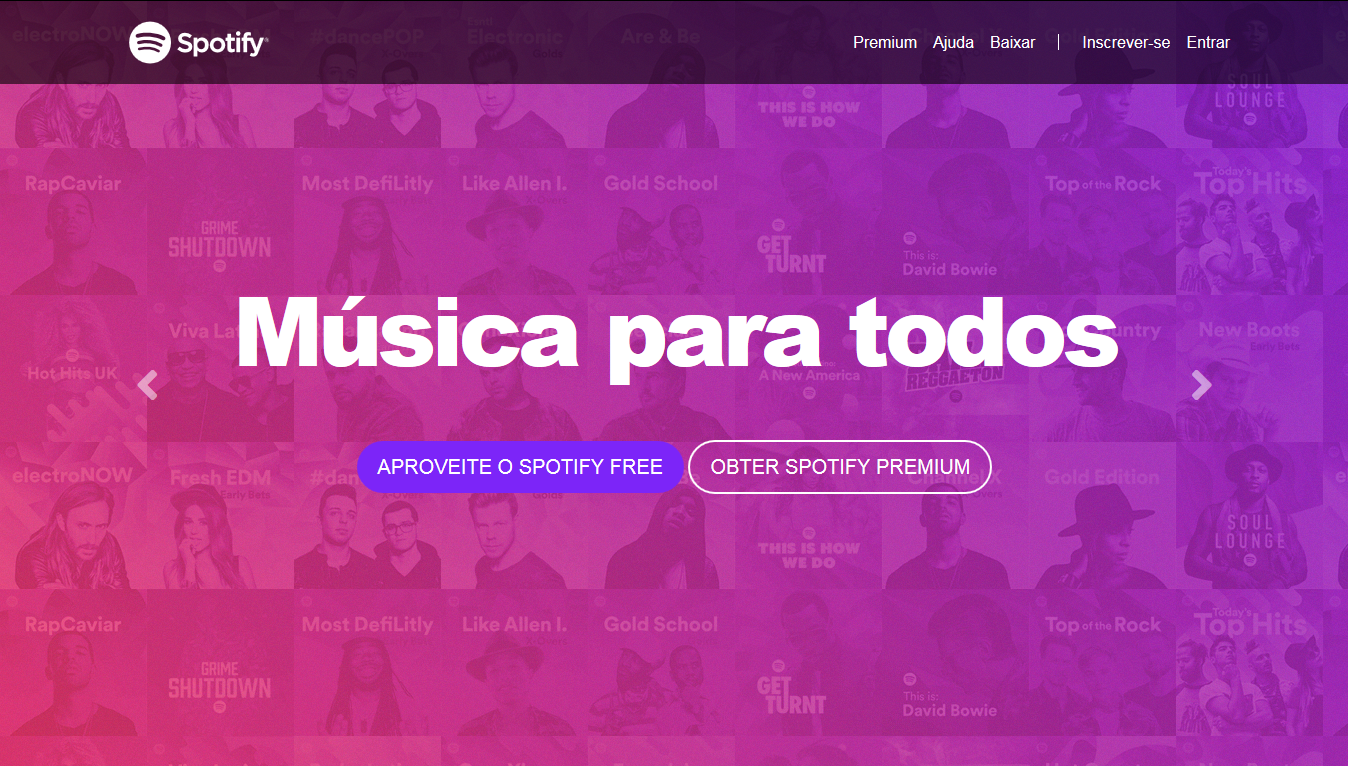 Spotify
Premium Ajuda Baixar | Inscrever-se Entrar
electroNOW
#dancePOP
Electronic
Are & Be
THIS IS HOW
WE DO
SOUL
LOUNGE
RapCaviar
GRIME
SHUTDOWN
Most DefiLitly
Like Allen I.
Gold School
GET
TURNT
This is:
David Bowie
Top of the Rock
Today's
Top Hits
Música para todos
Hot Hits UK
Viva Lat
A New America
REGGAETON
ountry
New Boots
Early Bets
APROVEITE O SPOTIFY FREE
OBTER SPOTIFY PREMIUM
electroNOW
Fresh EDM
Early Bets
#dan
Golds
Channel X
Gold Edition
THIS IS HOW
WE DO
SOUL
LOUNGE
RapCaviar
GRIME
SHUTDOWN
Most DefiLitly
Like Allen I.
Gold School
GET
TURNT
This is:
David Bowie
Top of the Rock
Today's
Top Hits